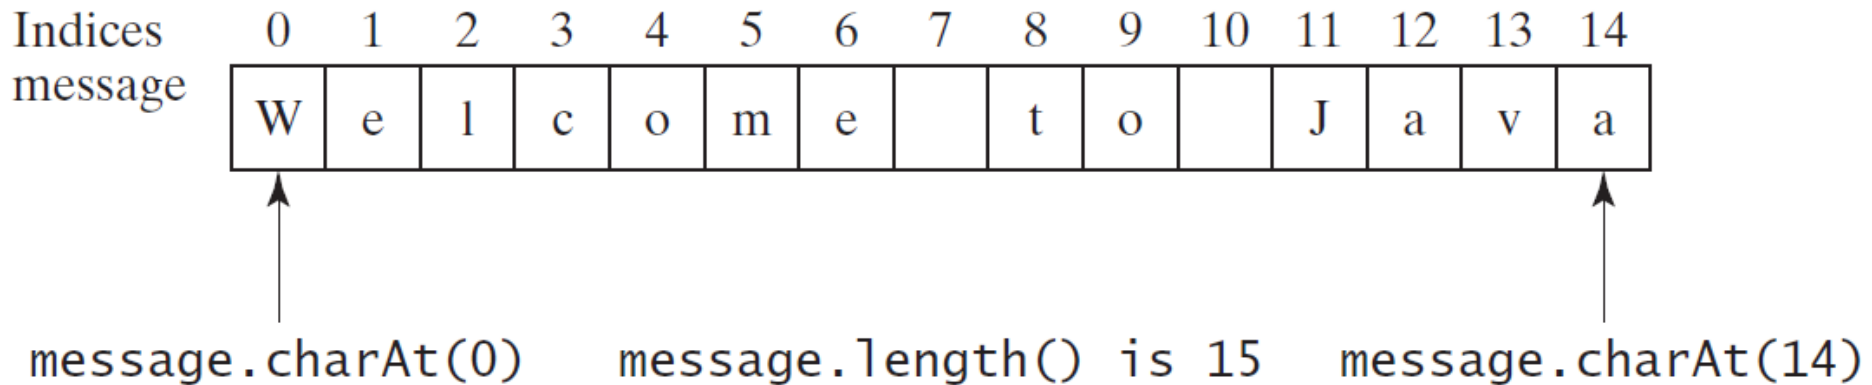 Indices 0 1 2 3 4 5 6 7 8 9 10 11 12 13 14
message W e l c o m e t o J a v a
message.charAt(0) message.length() is 15 message.charAt(14)